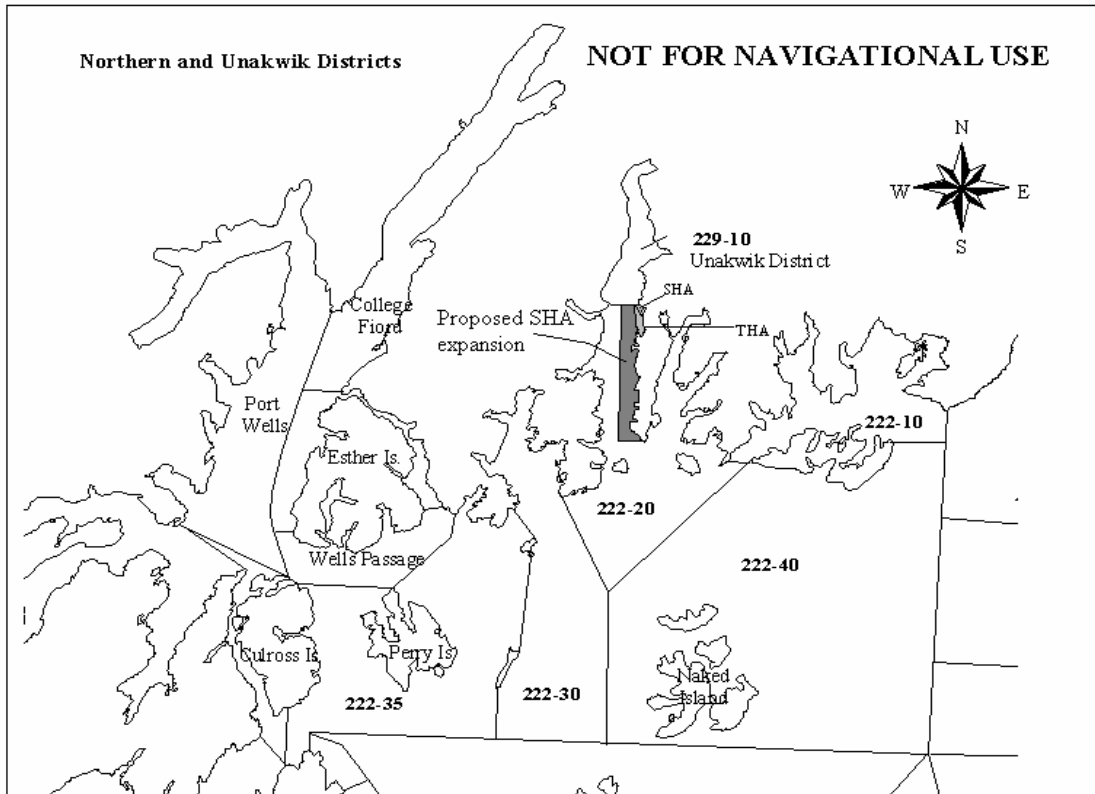 Northern and Unakwik Districts
NOT FOR NAVIGATIONAL USE
N
W
E
S
229-10
Unakwik District
SHA
College
Fiord
Proposed SHA
expansion
THA
Port
Wells
222-10
Esther Is.
222-20
Wells Passage
222-40
Culross Is
Perry Is
Naked
Island
222-35
222-30